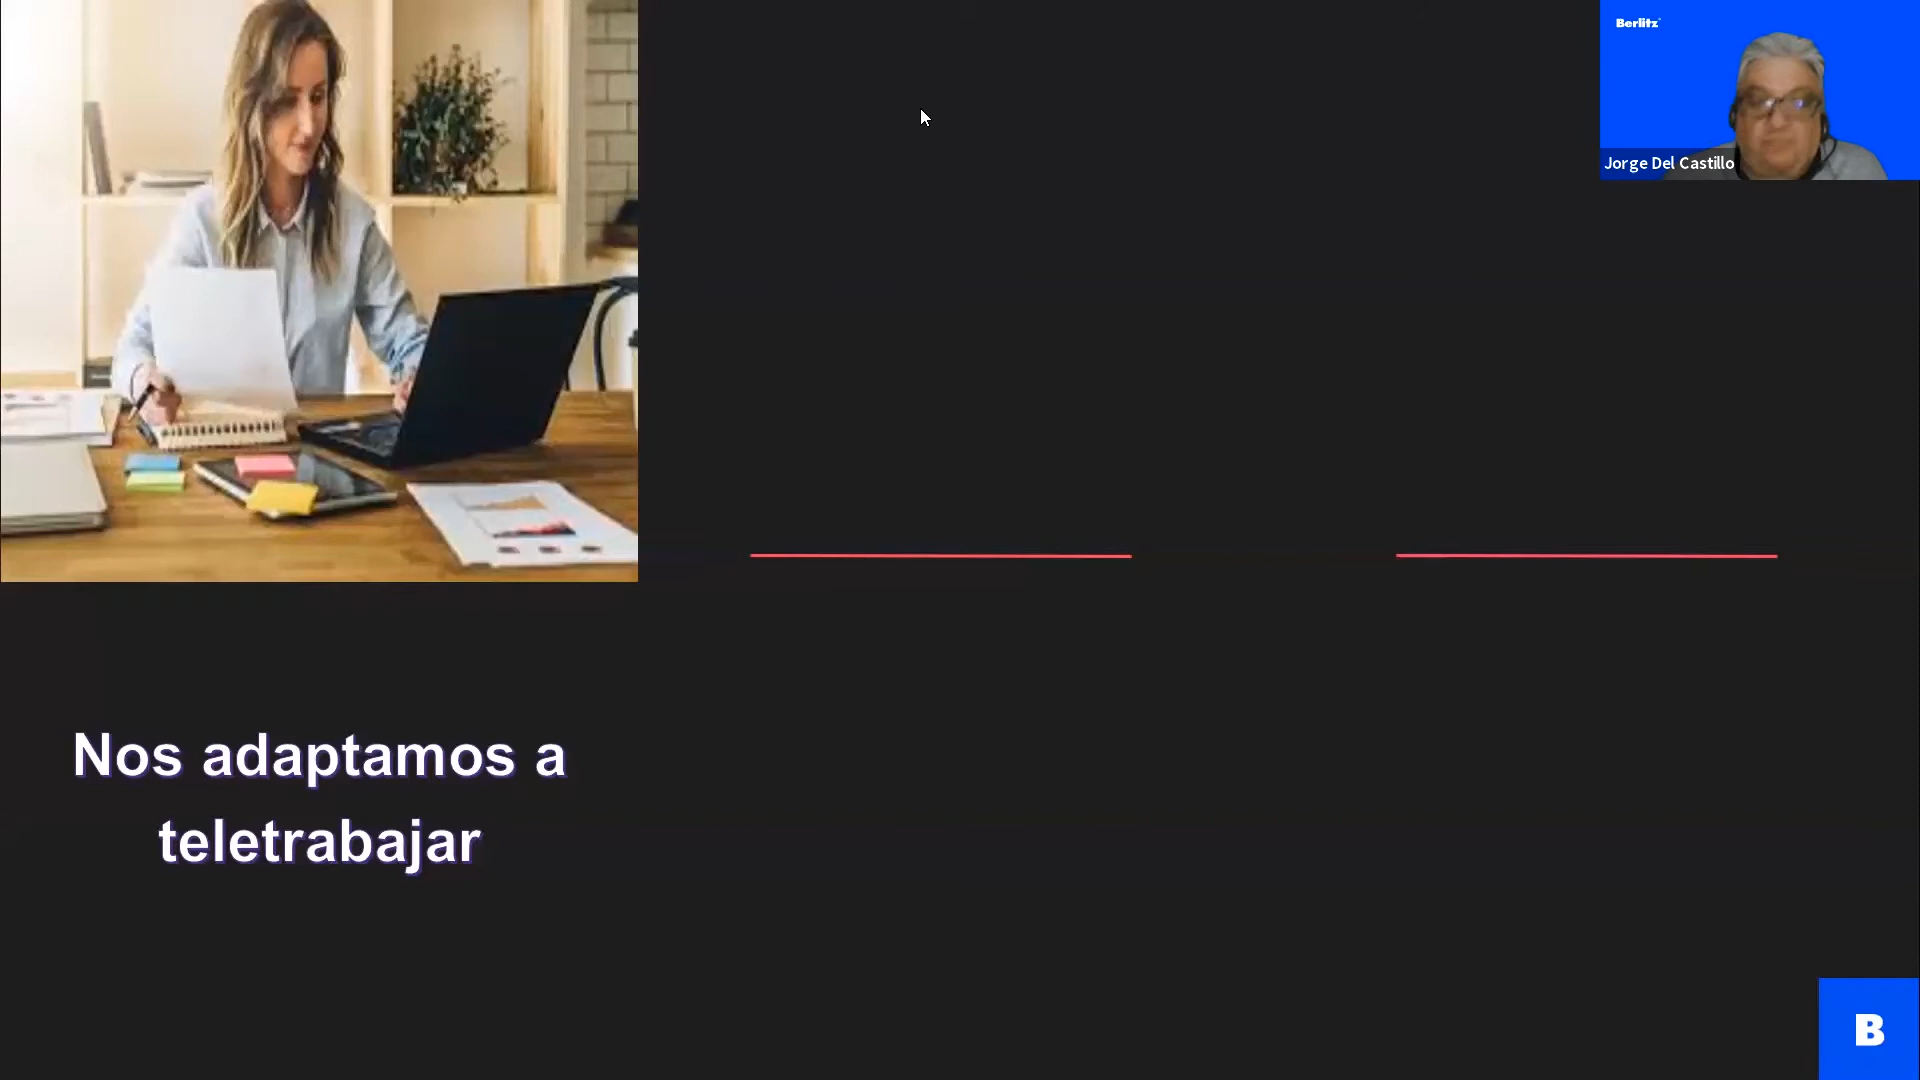 Berlitz
Jorge Del Castillo
Nos adaptamos a
teletrabajar
B